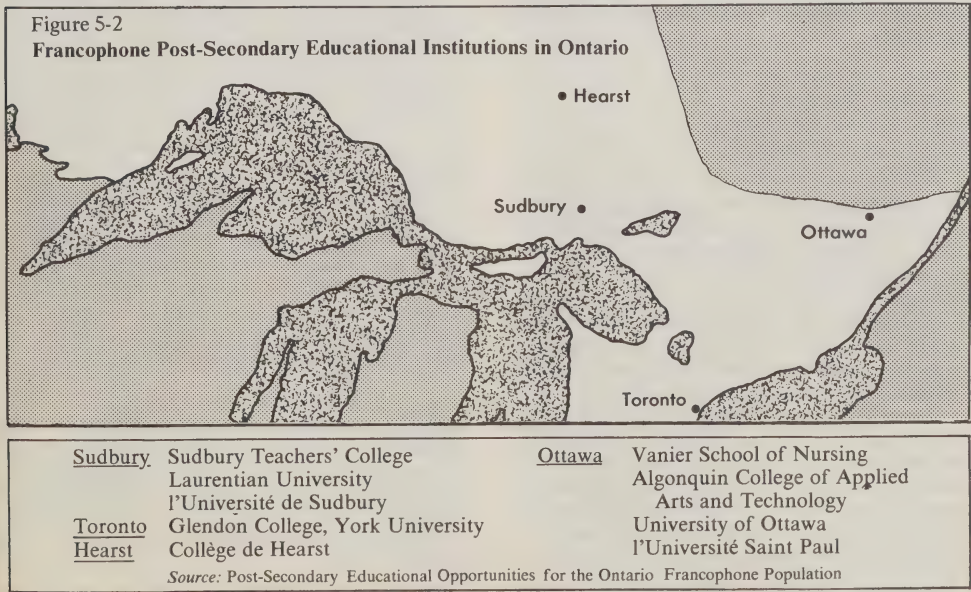 Figure 5-2
Francophone Post-Secondary Educational Institutions in Ontario
Hearst
Sudbury
Ottawa
Toronto
Sudbury Sudbury Teachers' College
Laurentian University
l'Université de Sudbury
Toronto Glendon College, York University
Hearst Collège de Hearst
Ottawa Vanier School of Nursing
Algonquin College of Applied
Arts and Technology
University of Ottawa
l'Université Saint Paul
Source: Post-Secondary Educational Opportunities for the Ontario Francophone Population